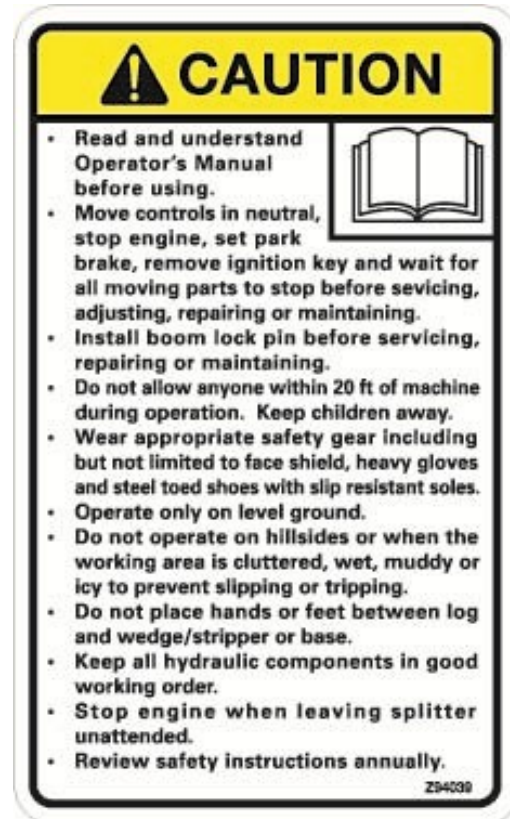 CAUTION
• Read and understand
Operator's Manual
before using.
• Move controls in neutral,
stop engine, set park
brake, remove ignition key and wait for
all moving parts to stop before sevicing,
adjusting, repairing or maintaining.
• Install boom lock pin before servicing,
repairing or maintaining.
• Do not allow anyone within 20 ft of machine
during operation. Keep children away.
• Wear appropriate safety gear including
but not limited to face shield, heavy gloves
and steel toed shoes with slip resistant soles.
• Operate only on level ground.
• Do not operate on hillsides or when the
working area is cluttered, wet, muddy or
icy to prevent slipping or tripping.
• Do not place hands or feet between log
and wedge/stripper or base.
• Keep all hydraulic components in good
working order.
• Stop engine when leaving splitter
unattended.
• Review safety instructions annually.
Z94039